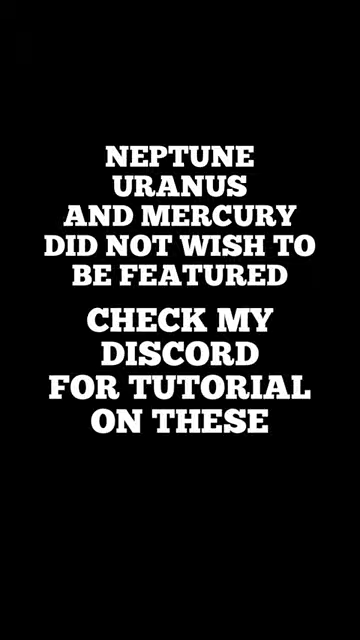 NEPTUNE
URANUS
AND MERCURY
DID NOT WISH TO
BE FEATURED
CHECK MY
DISCORD
FOR TUTORIAL
ON THESE